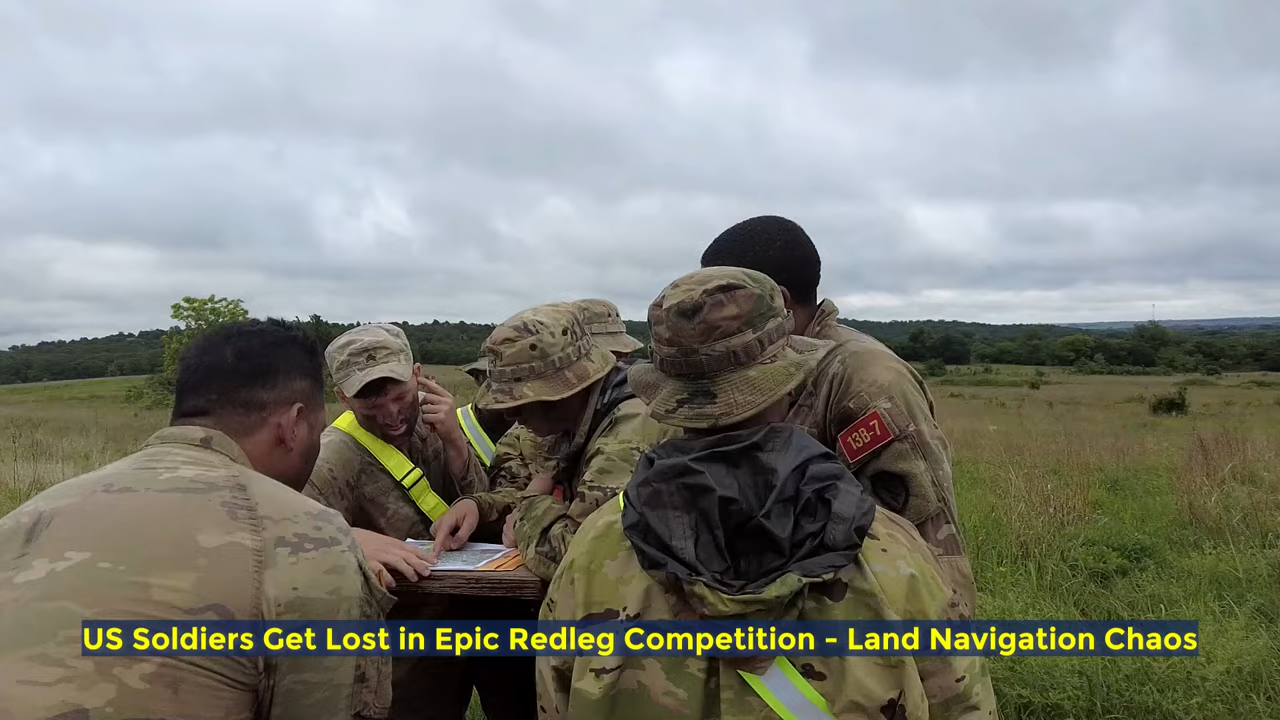 13B-7
US Soldiers Get Lost in Epic Redleg Competition - Land Navigation Chaos